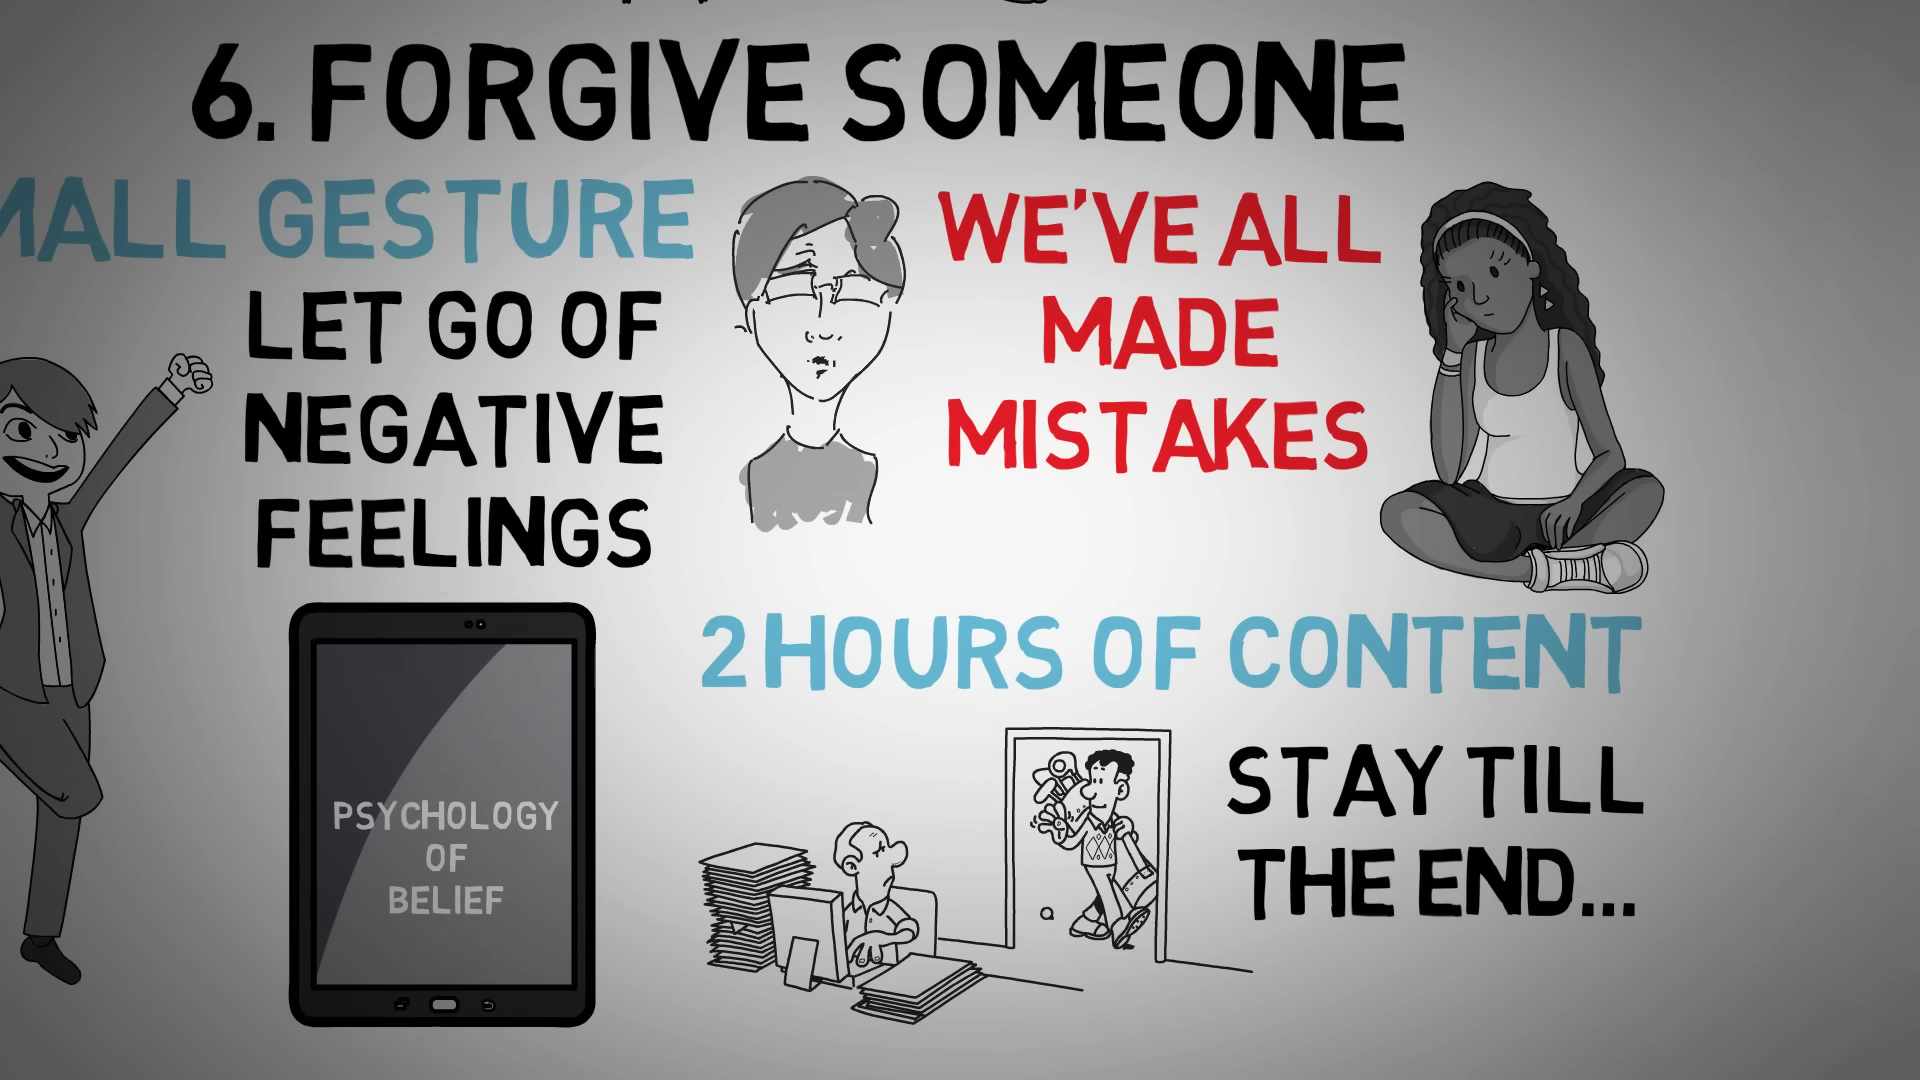 6. FORGIVE SOMEONE
GESTURE
LET GO OF
NEGATIVE
FEELINGS
WE'VE ALL
MADE
MISTAKES
2 HOURS OF CONTENT
PSYCHOLOGY
OF
BELIEF
STAY TILL
THE END...